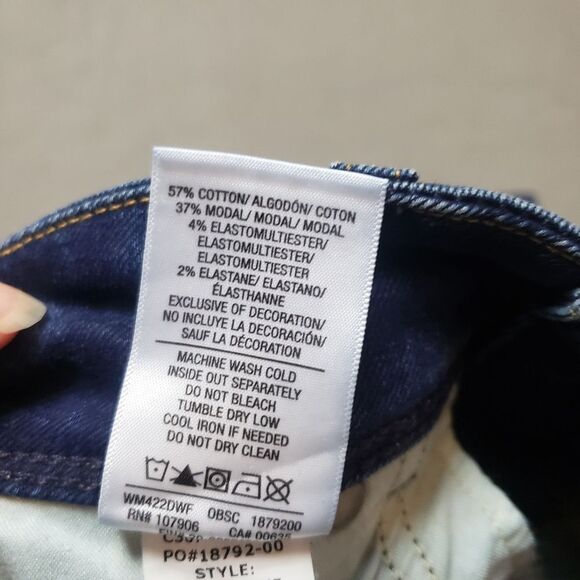 57% COTTON/ ALGODÓN/ COTON
37% MODAL/ MODAL/ MODAL
4% ELASTOMULTIESTER/
ELASTOMULTIESTER/
ELASTOMULTIESTER
2% ELASTANE/ ELASTANO/
ÉLASTHANNE
EXCLUSIVE OF DECORATION/
NO INCLUYE LA DECORACIÓN/
SAUF LA DÉCORATION
MACHINE WASH COLD
INSIDE OUT SEPARATELY
DO NOT BLEACH
TUMBLE DRY LOW
COOL IRON IF NEEDED
DO NOT DRY CLEAN
WM422DWF OBSC 1879200
RN# 107906 CA# 00635
PO#18792-00
STYLE: